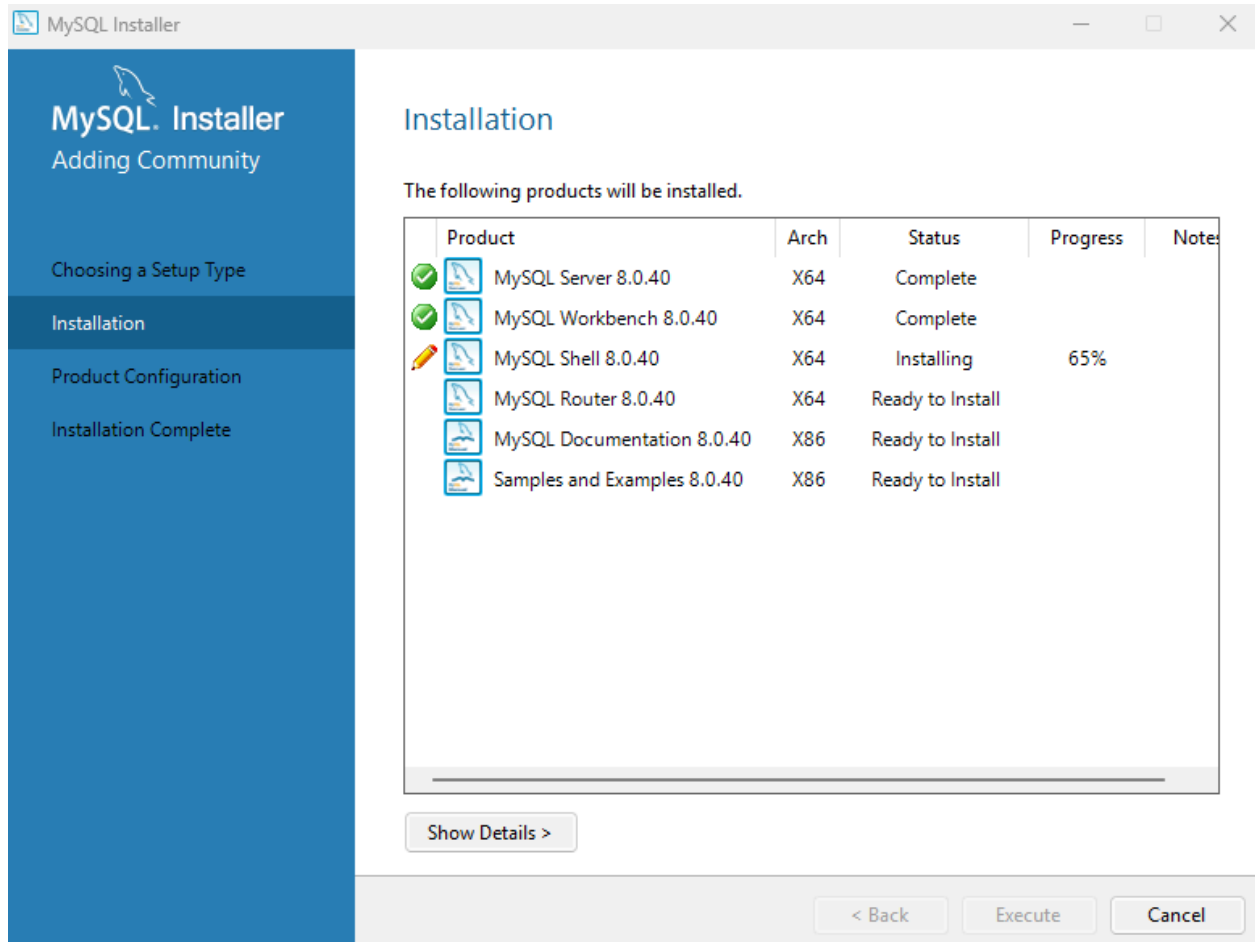 MySQL Installer
MySQL. Installer
Adding Community
Choosing a Setup Type
Installation
Product Configuration
Installation Complete
Installation
The following products will be installed.
Product Arch Status Progress Notes
MySQL Server 8.0.40 X64 Complete
MySQL Workbench 8.0.40 X64 Complete
MySQL Shell 8.0.40 X64 Installing 65%
MySQL Router 8.0.40 X64 Ready to Install
MySQL Documentation 8.0.40 X86 Ready to Install
Samples and Examples 8.0.40 X86 Ready to Install
Show Details >
< Back Execute Cancel